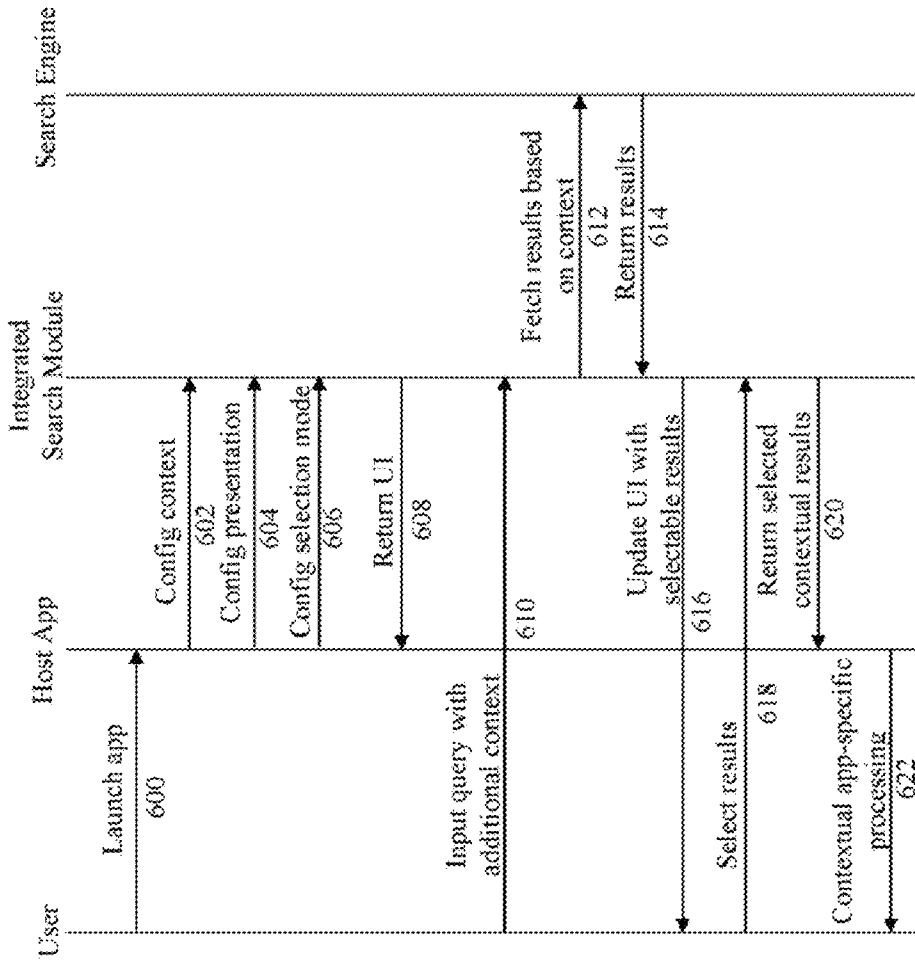 User
Host App
Integrated
Search Module
Search Engine
Launch app
600
Config context
602
Config presentation
604
Config selection mode
606
Return UI
608
Input query with
additional context
610
Fetch results based
on context
612
Return results
614
Update UI with
selectable results
616
Select results
618
Return selected
contextual results
620
Contextual app-specific
processing
622